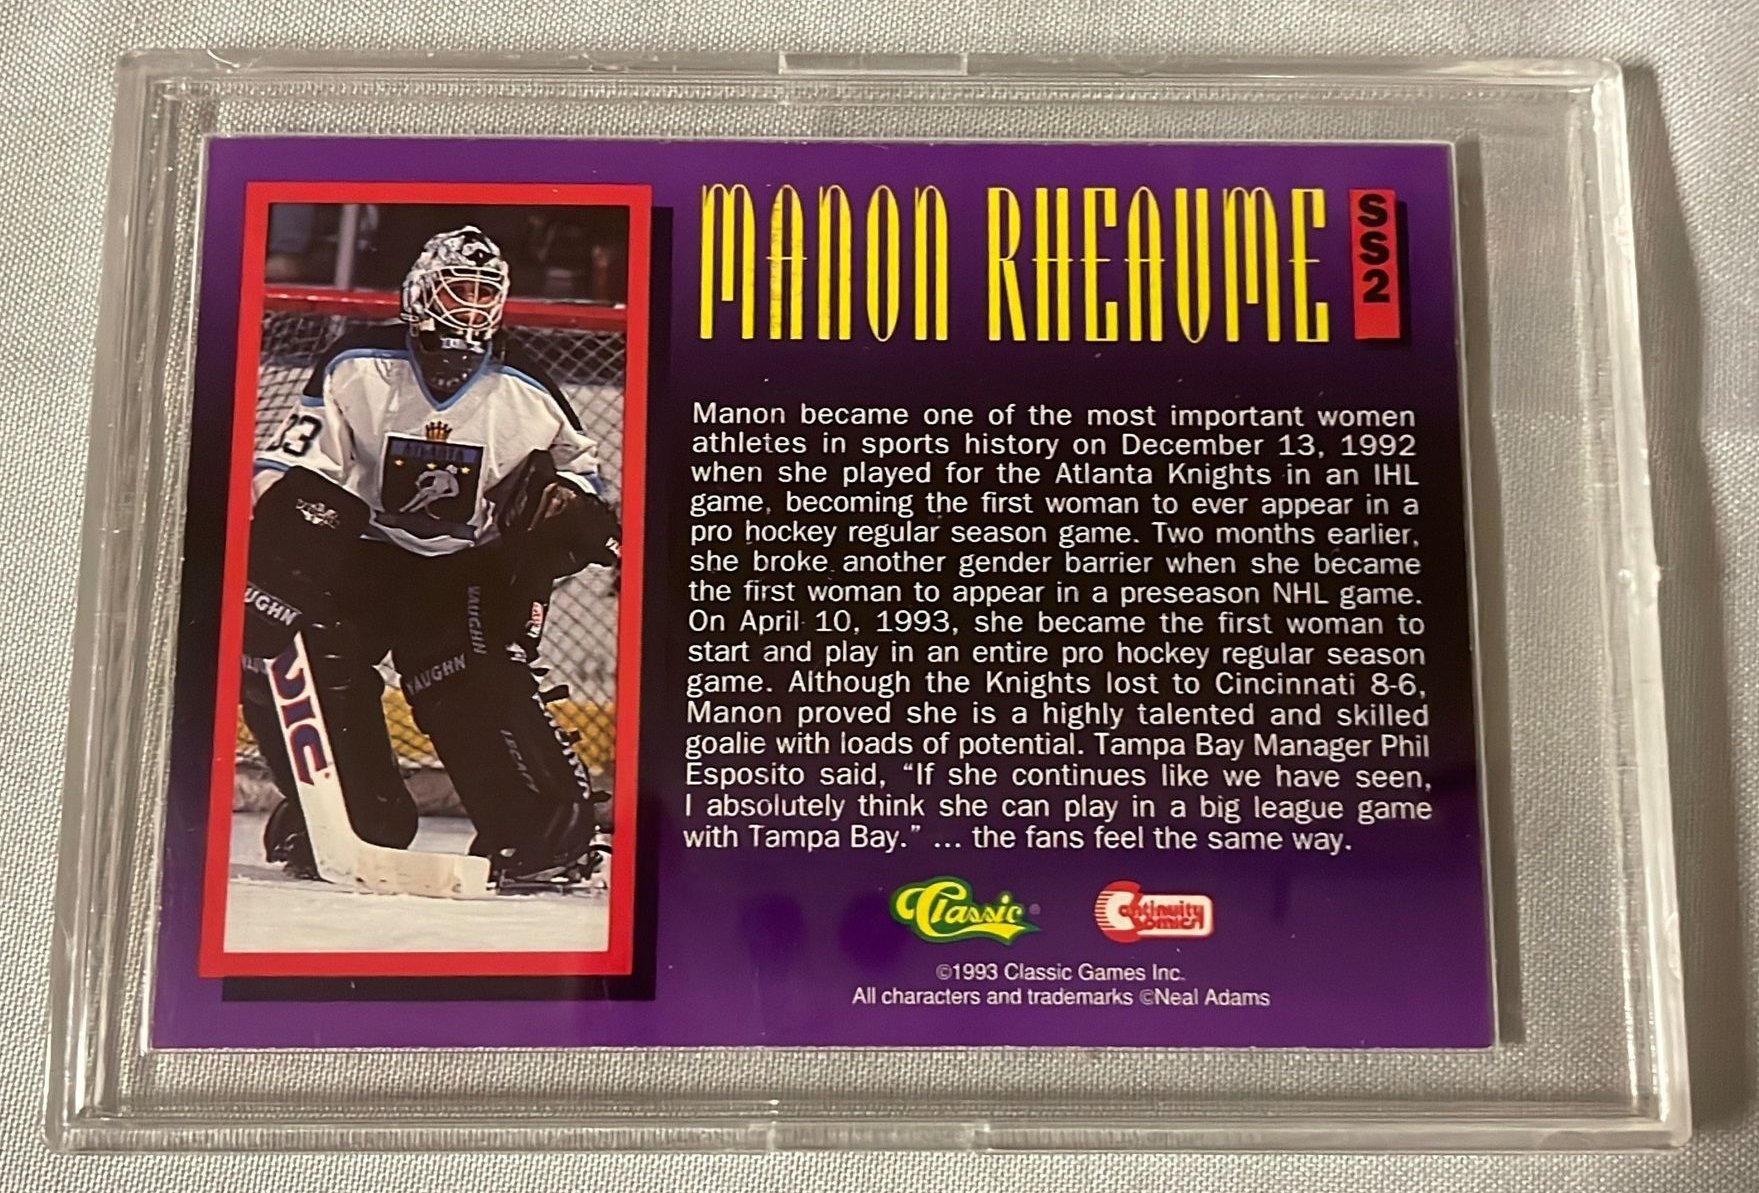 MANON RHEAUME
SS2
Manon became one of the most important women
athletes in sports history on December 13, 1992
when she played for the Atlanta Knights in an IHL
game, becoming the first woman to ever appear in a
pro hockey regular season game. Two months earlier,
she broke another gender barrier when she became
the first woman to appear in a preseason NHL game.
On April 10, 1993, she became the first woman to
start and play in an entire pro hockey regular season
game. Although the Knights lost to Cincinnati 8-6,
Manon proved she is a highly talented and skilled
goalie with loads of potential. Tampa Bay Manager Phil
Esposito said, “If she continues like we have seen,
I absolutely think she can play in a big league game
with Tampa Bay.” ... the fans feel the same way.
Classic
Continuity
Comics
©1993 Classic Games Inc.
All characters and trademarks ©Neal Adams
33
ATLANTA
UGHN
VAUGHN
VAUGHN
VIC
LEGACY